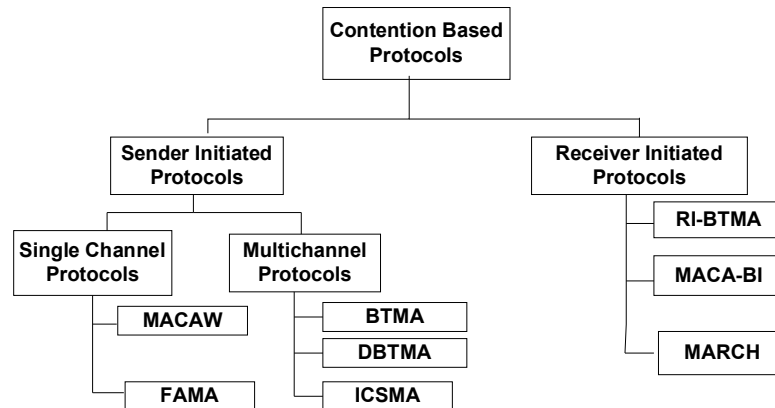 Contention Based
Protocols
Sender Initiated
Protocols
Receiver Initiated
Protocols
Single Channel
Protocols
Multichannel
Protocols
MACAW
FAMA
BTMA
DBTMA
ICSMA
RI-BTMA
MACA-BI
MARCH